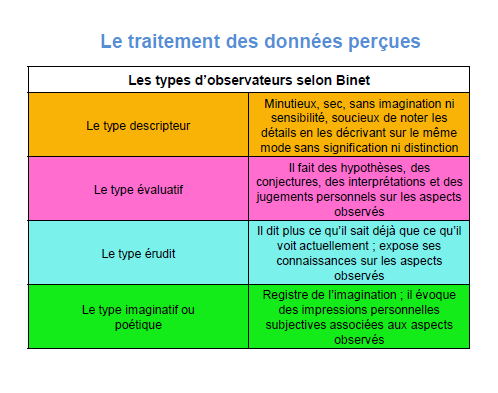 Le traitement des données perçues
Les types d'observateurs selon Binet
Le type descripteur
Minutieux, sec, sans imagination ni
sensibilité, soucieux de noter les
détails en les décrivant sur le même
mode sans signification ni distinction
Le type évaluatif
Il fait des hypothèses, des
conjectures, des interprétations et des
jugements personnels sur les aspects
observés
Le type érudit
Il dit plus ce qu'il sait déjà que ce qu'il
voit actuellement ; expose ses
connaissances sur les aspects
observés
Le type imaginatif ou
poétique
Registre de l'imagination ; il évoque
des impressions personnelles
subjectives associées aux aspects
observés